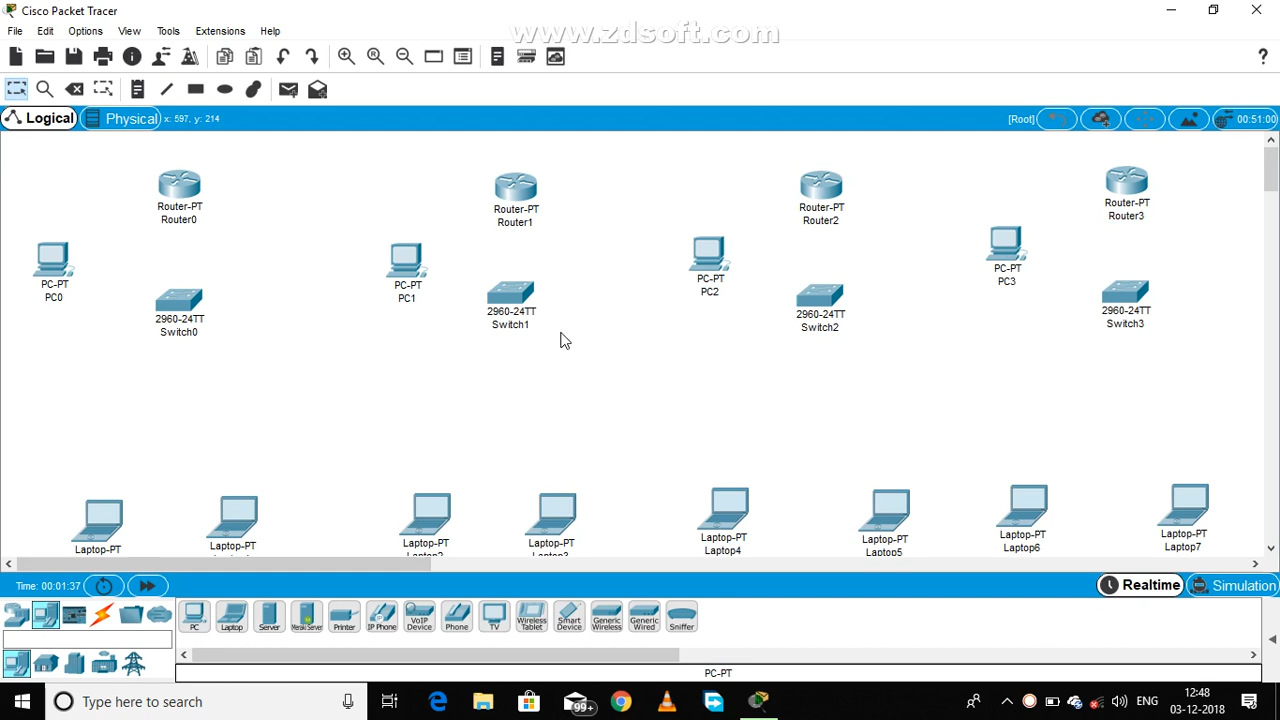 Cisco Packet Tracer
www.zdsoft.com
File Edit Options View Tools Extensions Help
Logical Physical x: 597, y: 214 [Root] 00:51:00
Router-PT
Router0
Router-PT
Router1
Router-PT
Router2
Router-PT
Router3
PC-PT
PC0
PC-PT
PC1
PC-PT
PC2
PC-PT
PC3
2960-24TT
Switch0
2960-24TT
Switch1
2960-24TT
Switch2
2960-24TT
Switch3
Laptop-PT
Laptop-PT
Laptop-PT
Laptop2
Laptop-PT
Laptop3
Laptop-PT
Laptop4
Laptop-PT
Laptop5
Laptop-PT
Laptop6
Laptop-PT
Laptop7
Time: 00:01:37 Realtime Simulation
PC
Laptop
Server
Meraki Server
Printer
IP Phone
VoIP
Device
Phone
TV
Wireless
Tablet
Smart
Device
Generic
Wireless
Generic
Wired
Sniffer
PC-PT
Type here to search
99+
ENG
12:48
03-12-2018